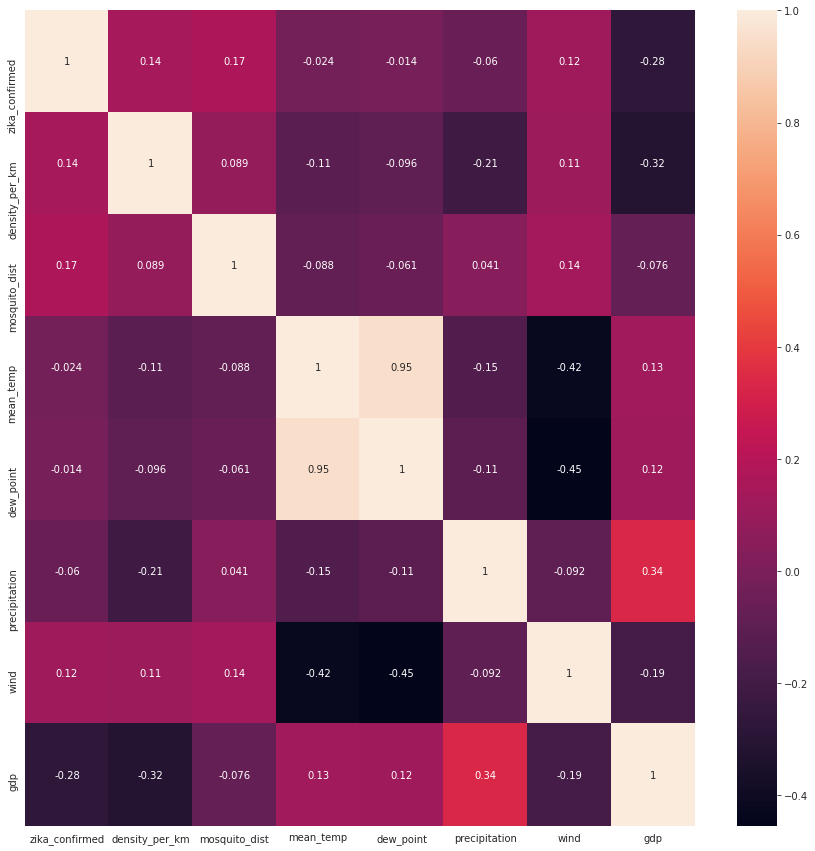 zika_confirmed 1 0.14 0.17 -0.024 -0.014 -0.06 0.12 -0.28
density_per_km 0.14 1 0.089 -0.11 -0.096 -0.21 0.11 -0.32
mosquito_dist 0.17 0.089 1 -0.088 -0.061 0.041 0.14 -0.076
mean_temp -0.024 -0.11 -0.088 1 0.95 -0.15 -0.42 0.13
dew_point -0.014 -0.096 -0.061 0.95 1 -0.11 -0.45 0.12
precipitation -0.06 -0.21 0.041 -0.15 -0.11 1 -0.092 0.34
wind 0.12 0.11 0.14 -0.42 -0.45 -0.092 1 -0.19
gdp -0.28 -0.32 -0.076 0.13 0.12 0.34 -0.19 1
zika_confirmed density_per_km mosquito_dist mean_temp dew_point precipitation wind gdp
1.0
0.8
0.6
0.4
0.2
0.0
−0.2
−0.4